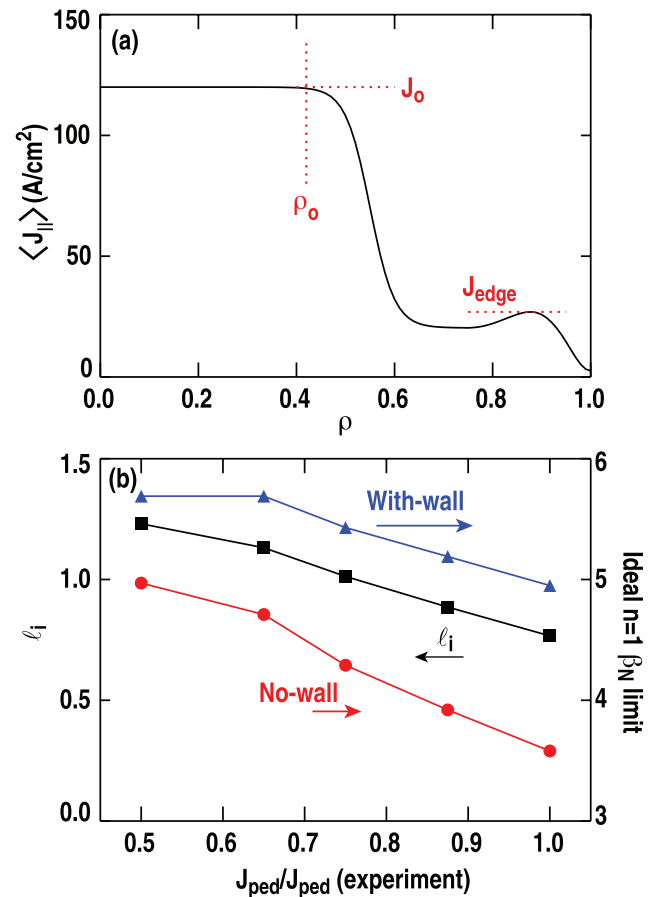 (a)
150
100
50
0
⟨J||⟩ (A/cm²)
Jo
ρo
Jedge
0.0 0.2 0.4 0.6 0.8 1.0
ρ
(b)
1.5
1.0
0.5
0.0
ℓi
6
5
4
3
Ideal n=1 βN limit
With-wall
ℓi
No-wall
0.5 0.6 0.7 0.8 0.9 1.0
Jped/Jped (experiment)